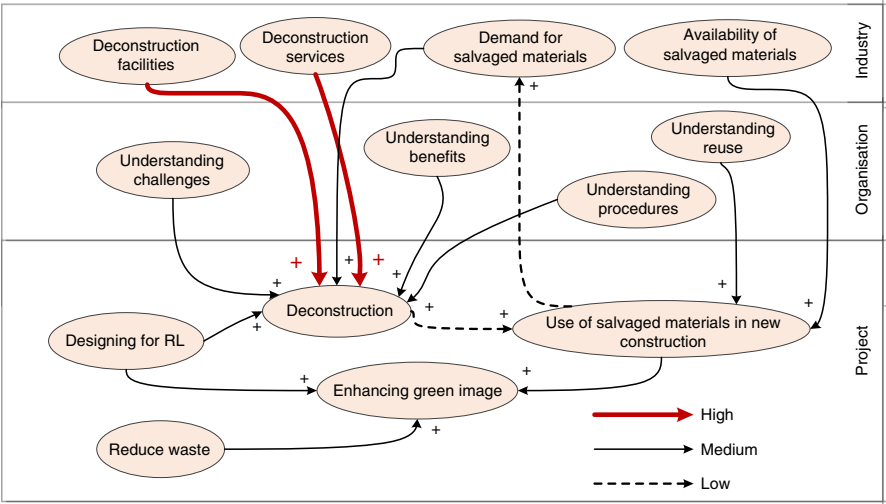 Deconstruction
facilities
Deconstruction
services
Demand for
salvaged materials
Availability of
salvaged materials
Industry
+
Understanding
challenges
Understanding
benefits
Understanding
reuse
Understanding
procedures
Organisation
+
+
+
+
+
+
+
+
+
+
Deconstruction
Designing for RL
Use of salvaged materials in new
construction
Project
+
+
Enhancing green image
+
Reduce waste
High
Medium
Low